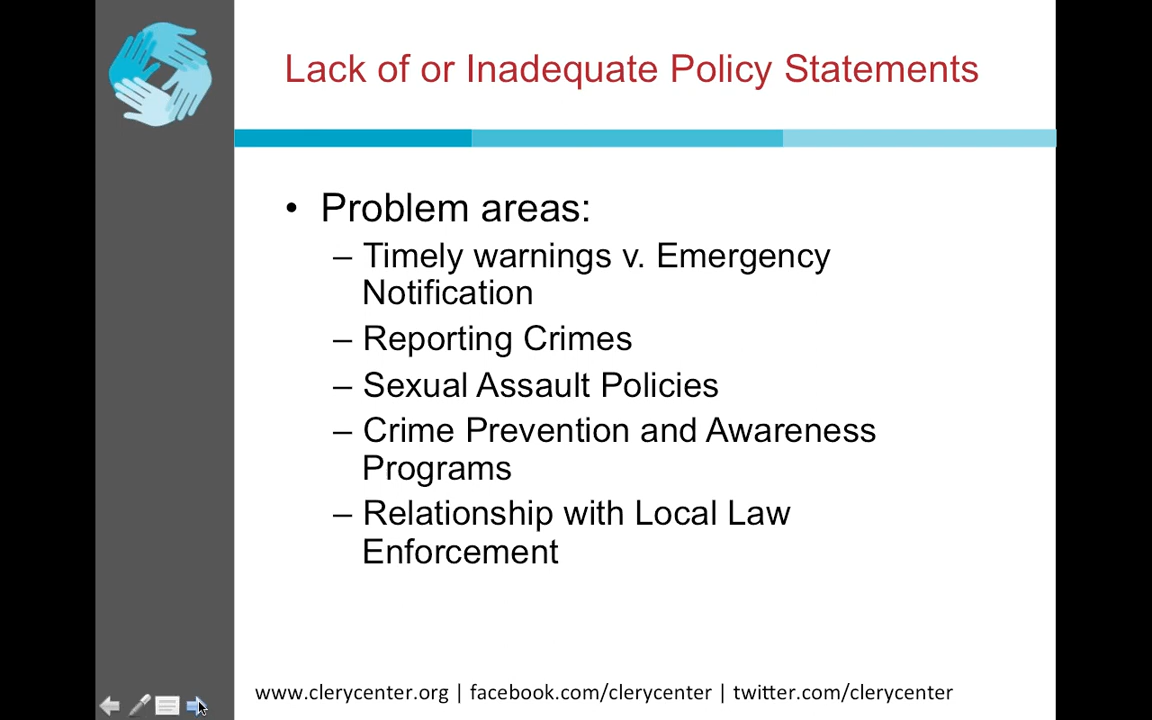 Lack of or Inadequate Policy Statements
• Problem areas:
– Timely warnings v. Emergency
Notification
– Reporting Crimes
– Sexual Assault Policies
– Crime Prevention and Awareness
Programs
– Relationship with Local Law
Enforcement
www.clerycenter.org | facebook.com/clerycenter | twitter.com/clerycenter